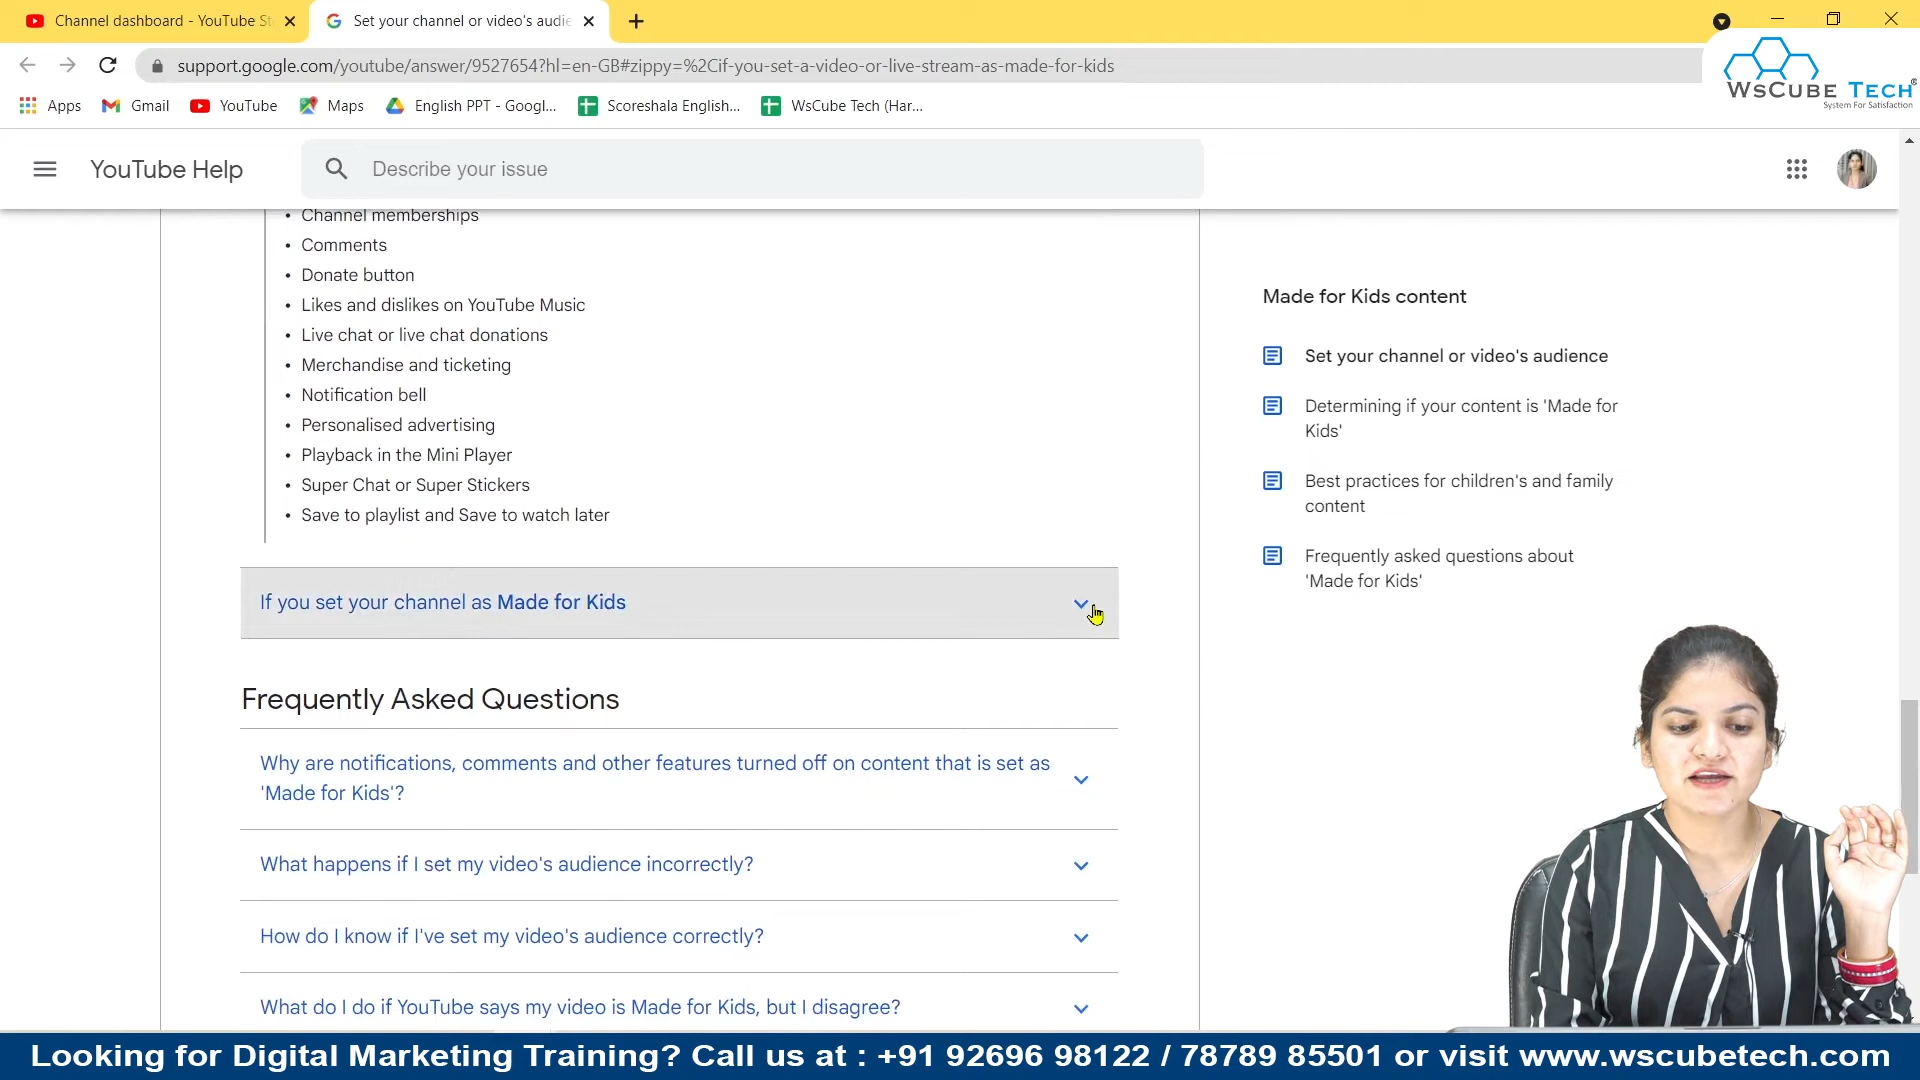 Channel dashboard - YouTube St
Set your channel or video's audie
support.google.com/youtube/answer/9527654?hl=en-GB#zippy=%2Cif-you-set-a-video-or-live-stream-as-made-for-kids
WsCube Tech®
System For Satisfaction
Apps Gmail YouTube Maps English PPT - Googl... Scoreshala English... WsCube Tech (Har...
YouTube Help
Describe your issue
• Channel memberships
• Comments
• Donate button
• Likes and dislikes on YouTube Music
• Live chat or live chat donations
• Merchandise and ticketing
• Notification bell
• Personalised advertising
• Playback in the Mini Player
• Super Chat or Super Stickers
• Save to playlist and Save to watch later
If you set your channel as Made for Kids
Frequently Asked Questions
Why are notifications, comments and other features turned off on content that is set as
'Made for Kids'?
What happens if I set my video's audience incorrectly?
How do I know if I've set my video's audience correctly?
What do I do if YouTube says my video is Made for Kids, but I disagree?
Made for Kids content
Set your channel or video's audience
Determining if your content is 'Made for
Kids'
Best practices for children's and family
content
Frequently asked questions about
'Made for Kids'
Looking for Digital Marketing Training? Call us at : +91 92696 98122 / 78789 85501 or visit www.wscubetech.com